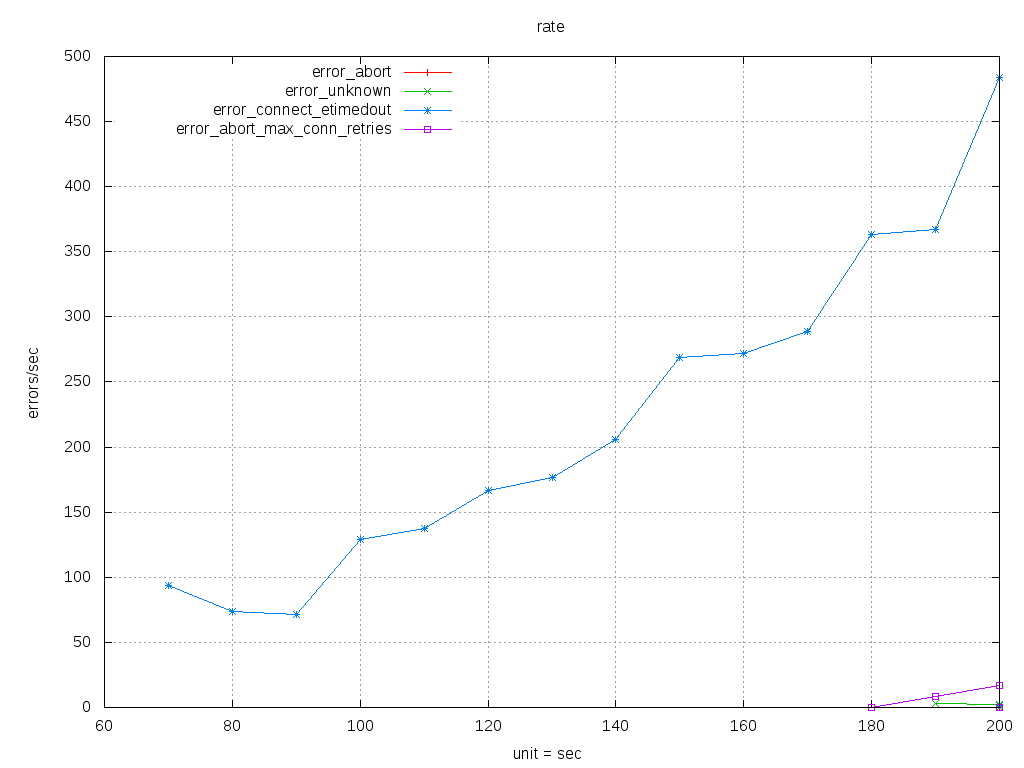 rate
500
450
400
350
300
250
200
150
100
50
0
error_abort
error_unknown
error_connect_etimedout
error_abort_max_conn_retries
errors/sec
60 80 100 120 140 160 180 200
unit = sec